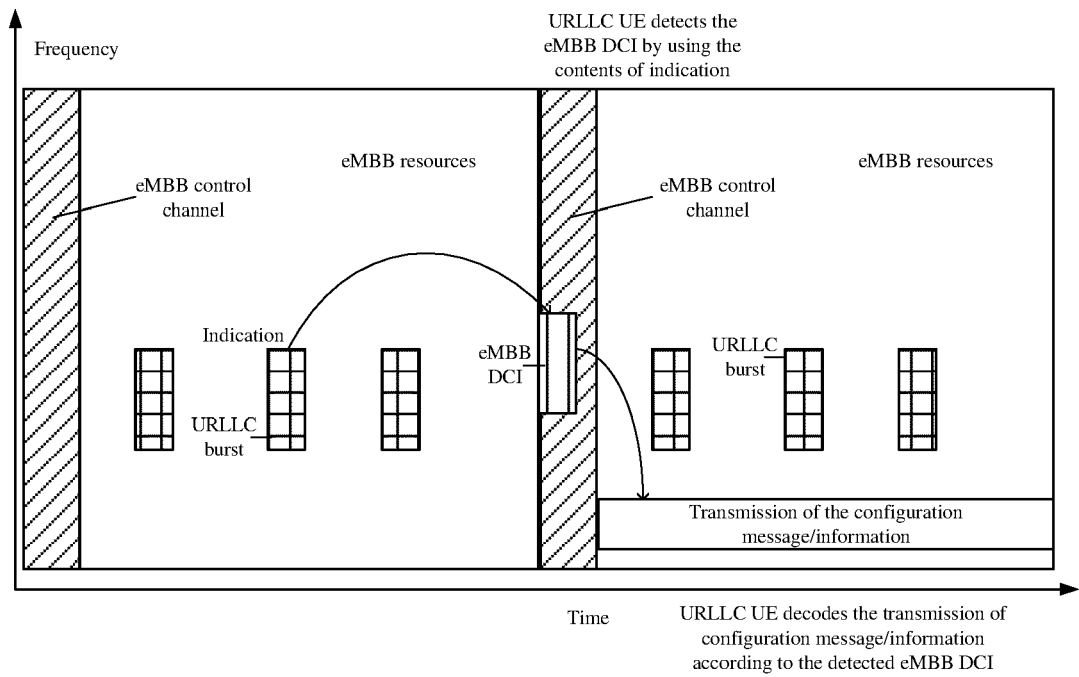 URLLC UE detects the
eMBB DCI by using the
contents of indication
Frequency
eMBB resources
eMBB resources
eMBB control
channel
eMBB control
channel
Indication
eMBB
DCI
URLLC
burst
URLLC
burst
Transmission of the configuration
message/information
Time
URLLC UE decodes the transmission of
configuration message/information
according to the detected eMBB DCI